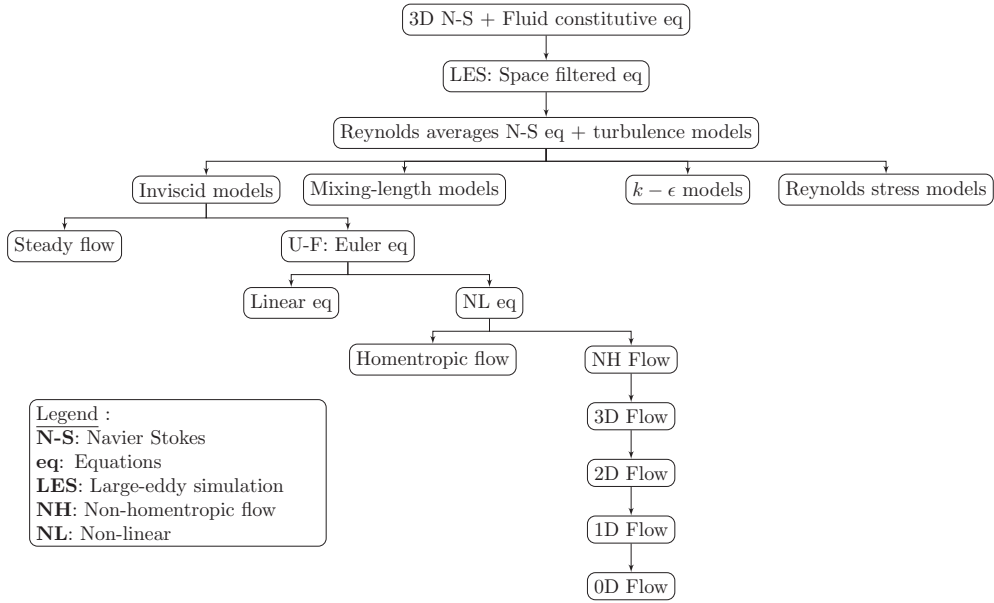 3D N-S + Fluid constitutive eq
LES: Space filtered eq
Reynolds averages N-S eq + turbulence models
Inviscid models
Mixing-length models
k − ϵ models
Reynolds stress models
Steady flow
U-F: Euler eq
Linear eq
NL eq
Homentropic flow
NH Flow
3D Flow
2D Flow
1D Flow
0D Flow
Legend :
N-S: Navier Stokes
eq: Equations
LES: Large-eddy simulation
NH: Non-homentropic flow
NL: Non-linear